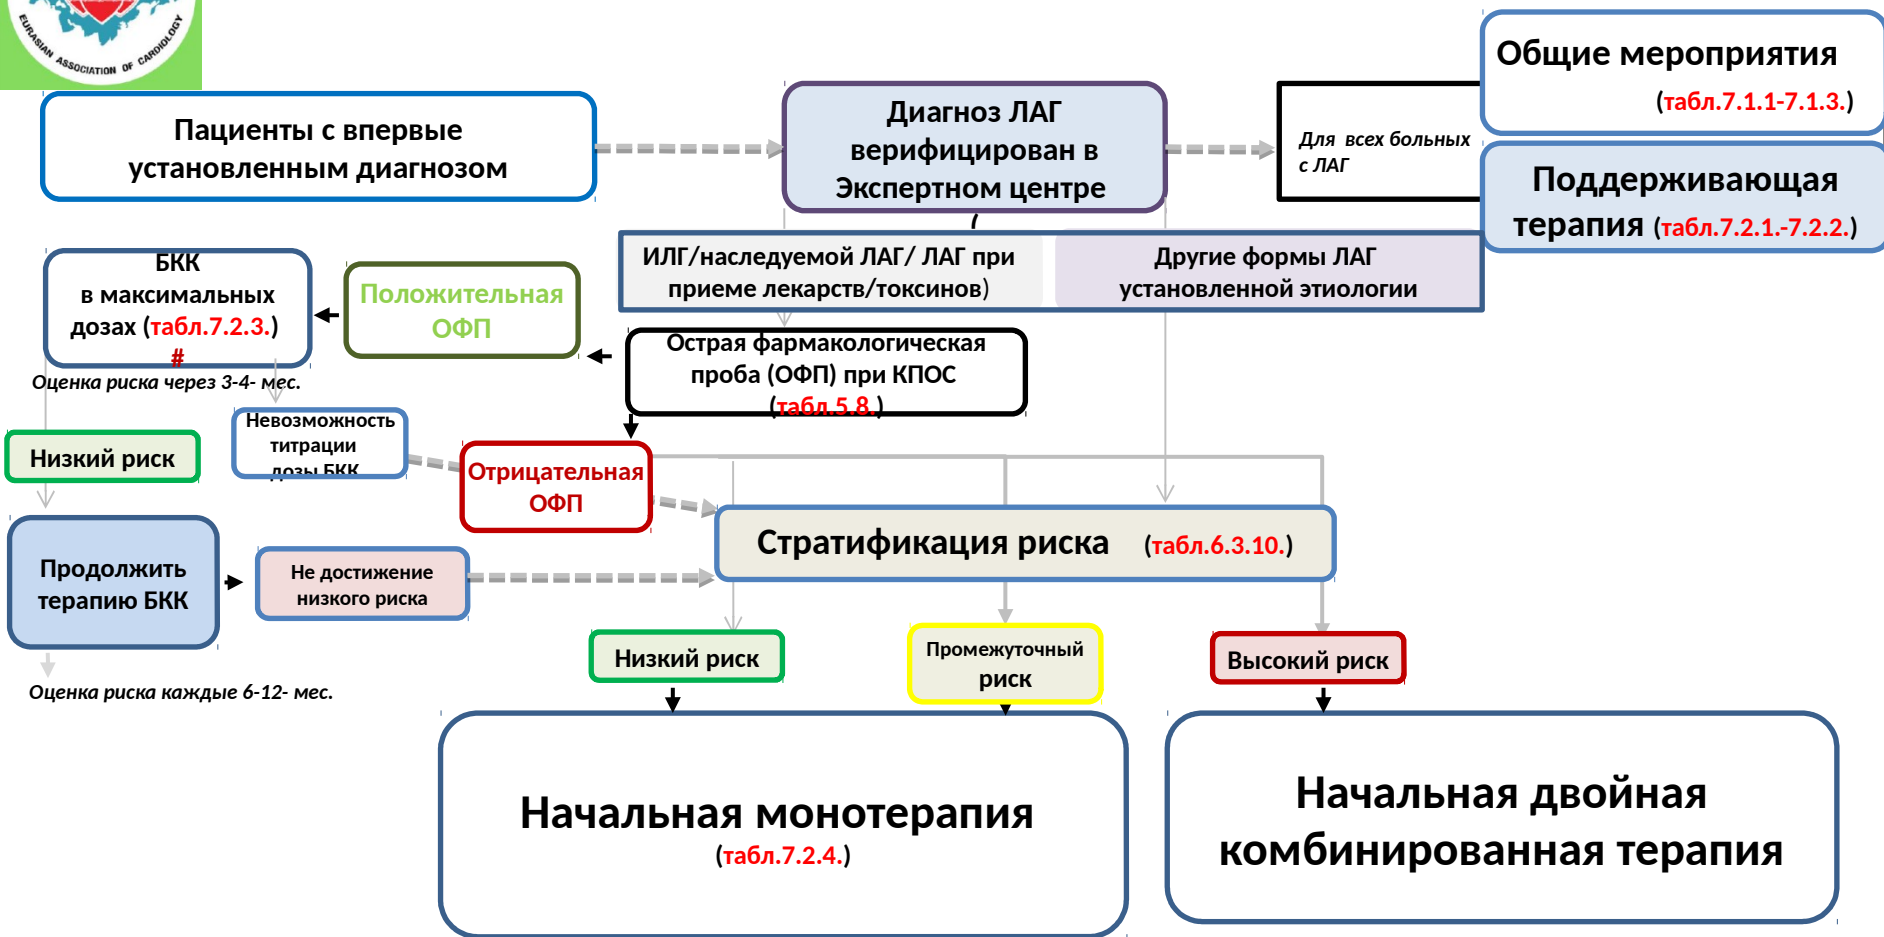 EURASIAN ASSOCIATION OF CARDIOLOGY
Общие мероприятия
(табл.7.1.1-7.1.3.)
Пациенты с впервые
установленным диагнозом
Диагноз ЛАГ
верифицирован в
Экспертном центре
(
Для всех больных
с ЛАГ
Поддерживающая
терапия (табл.7.2.1.-7.2.2.)
ИЛГ/наследуемой ЛАГ/ ЛАГ при
приеме лекарств/токсинов)
Другие формы ЛАГ
установленной этиологии
БКК
в максимальных
дозах (табл.7.2.3.)
#
Положительная
ОФП
Острая фармакологическая
проба (ОФП) при КПОС
(табл.5.8.)
Оценка риска через 3-4- мес.
Невозможность
титрации
дозы БКК
Низкий риск
Отрицательная
ОФП
Стратификация риска (табл.6.3.10.)
Продолжить
терапию БКК
Не достижение
низкого риска
Низкий риск
Промежуточный
риск
Высокий риск
Оценка риска каждые 6-12- мес.
Начальная монотерапия
(табл.7.2.4.)
Начальная двойная
комбинированная терапия